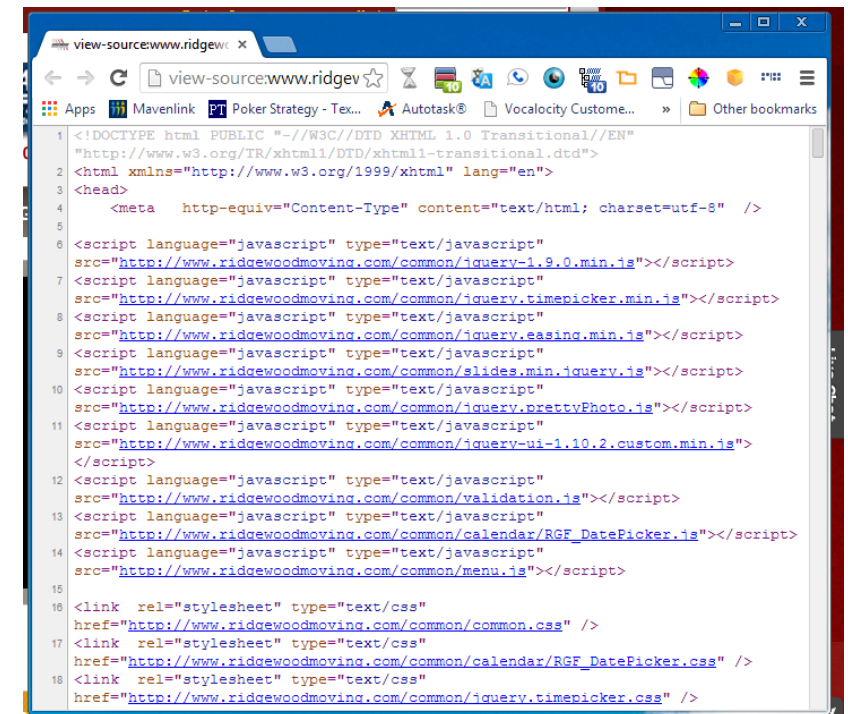 X
view-source:www.ridgewo ×
view-source:www.ridgev
10
10
Apps Mavenlink PT Poker Strategy - Tex... Autotask® Vocalocity Custome... » Other bookmarks
1 <!DOCTYPE html PUBLIC "-//W3C//DTD XHTML 1.0 Transitional//EN"
"http://www.w3.org/TR/xhtml1/DTD/xhtml1-transitional.dtd">
2 <html xmlns="http://www.w3.org/1999/xhtml" lang="en">
3 <head>
4 <meta http-equiv="Content-Type" content="text/html; charset=utf-8" />
5
6 <script language="javascript" type="text/javascript"
src="http://www.ridgewoodmoving.com/common/jquery-1.9.0.min.js"></script>
7 <script language="javascript" type="text/javascript"
src="http://www.ridgewoodmoving.com/common/jquery.timepicker.min.js"></script>
8 <script language="javascript" type="text/javascript"
src="http://www.ridgewoodmoving.com/common/jquery.easing.min.js"></script>
9 <script language="javascript" type="text/javascript"
src="http://www.ridgewoodmoving.com/common/slides.min.jquery.js"></script>
10 <script language="javascript" type="text/javascript"
src="http://www.ridgewoodmoving.com/common/jquery.prettyPhoto.js"></script>
11 <script language="javascript" type="text/javascript"
src="http://www.ridgewoodmoving.com/common/jquery-ui-1.10.2.custom.min.js">
</script>
12 <script language="javascript" type="text/javascript"
src="http://www.ridgewoodmoving.com/common/validation.js"></script>
13 <script language="javascript" type="text/javascript"
src="http://www.ridgewoodmoving.com/common/calendar/RGF_DatePicker.js"></script>
14 <script language="javascript" type="text/javascript"
src="http://www.ridgewoodmoving.com/common/menu.js"></script>
15
16 <link rel="stylesheet" type="text/css"
href="http://www.ridgewoodmoving.com/common/common.css" />
17 <link rel="stylesheet" type="text/css"
href="http://www.ridgewoodmoving.com/common/calendar/RGF_DatePicker.css" />
18 <link rel="stylesheet" type="text/css"
href="http://www.ridgewoodmoving.com/common/jquery.timepicker.css" />